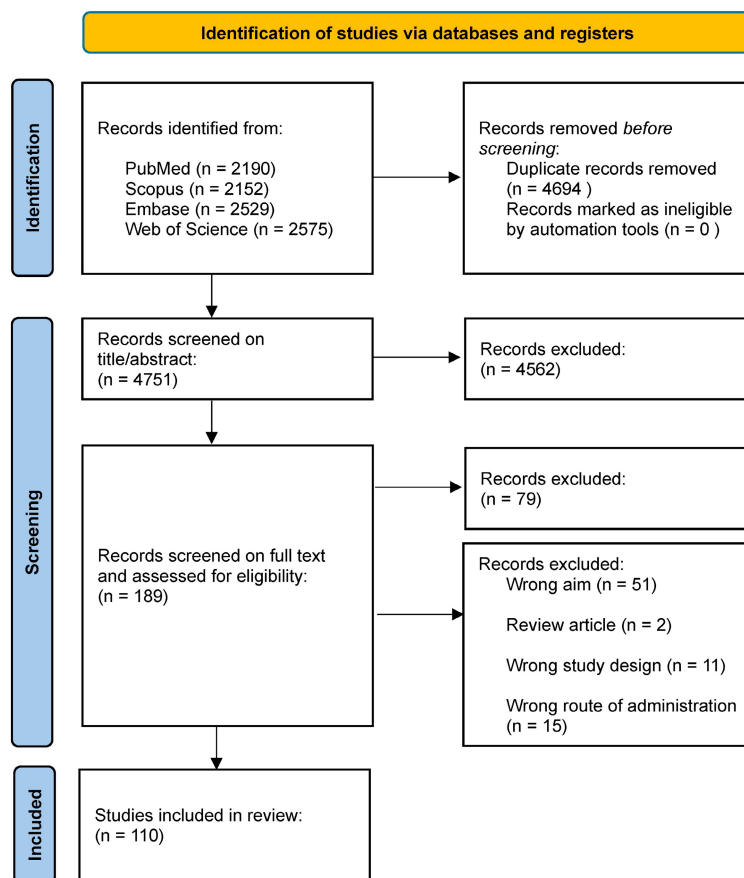 Identification of studies via databases and registers
Identification
Records identified from:
PubMed (n = 2190)
Scopus (n = 2152)
Embase (n = 2529)
Web of Science (n = 2575)
Records removed before
screening:
Duplicate records removed
(n = 4694 )
Records marked as ineligible
by automation tools (n = 0 )
Screening
Records screened on
title/abstract:
(n = 4751)
Records excluded:
(n = 4562)
Records screened on full text
and assessed for eligibility:
(n = 189)
Records excluded:
(n = 79)
Records excluded:
Wrong aim (n = 51)
Review article (n = 2)
Wrong study design (n = 11)
Wrong route of administration
(n = 15)
Included
Studies included in review:
(n = 110)